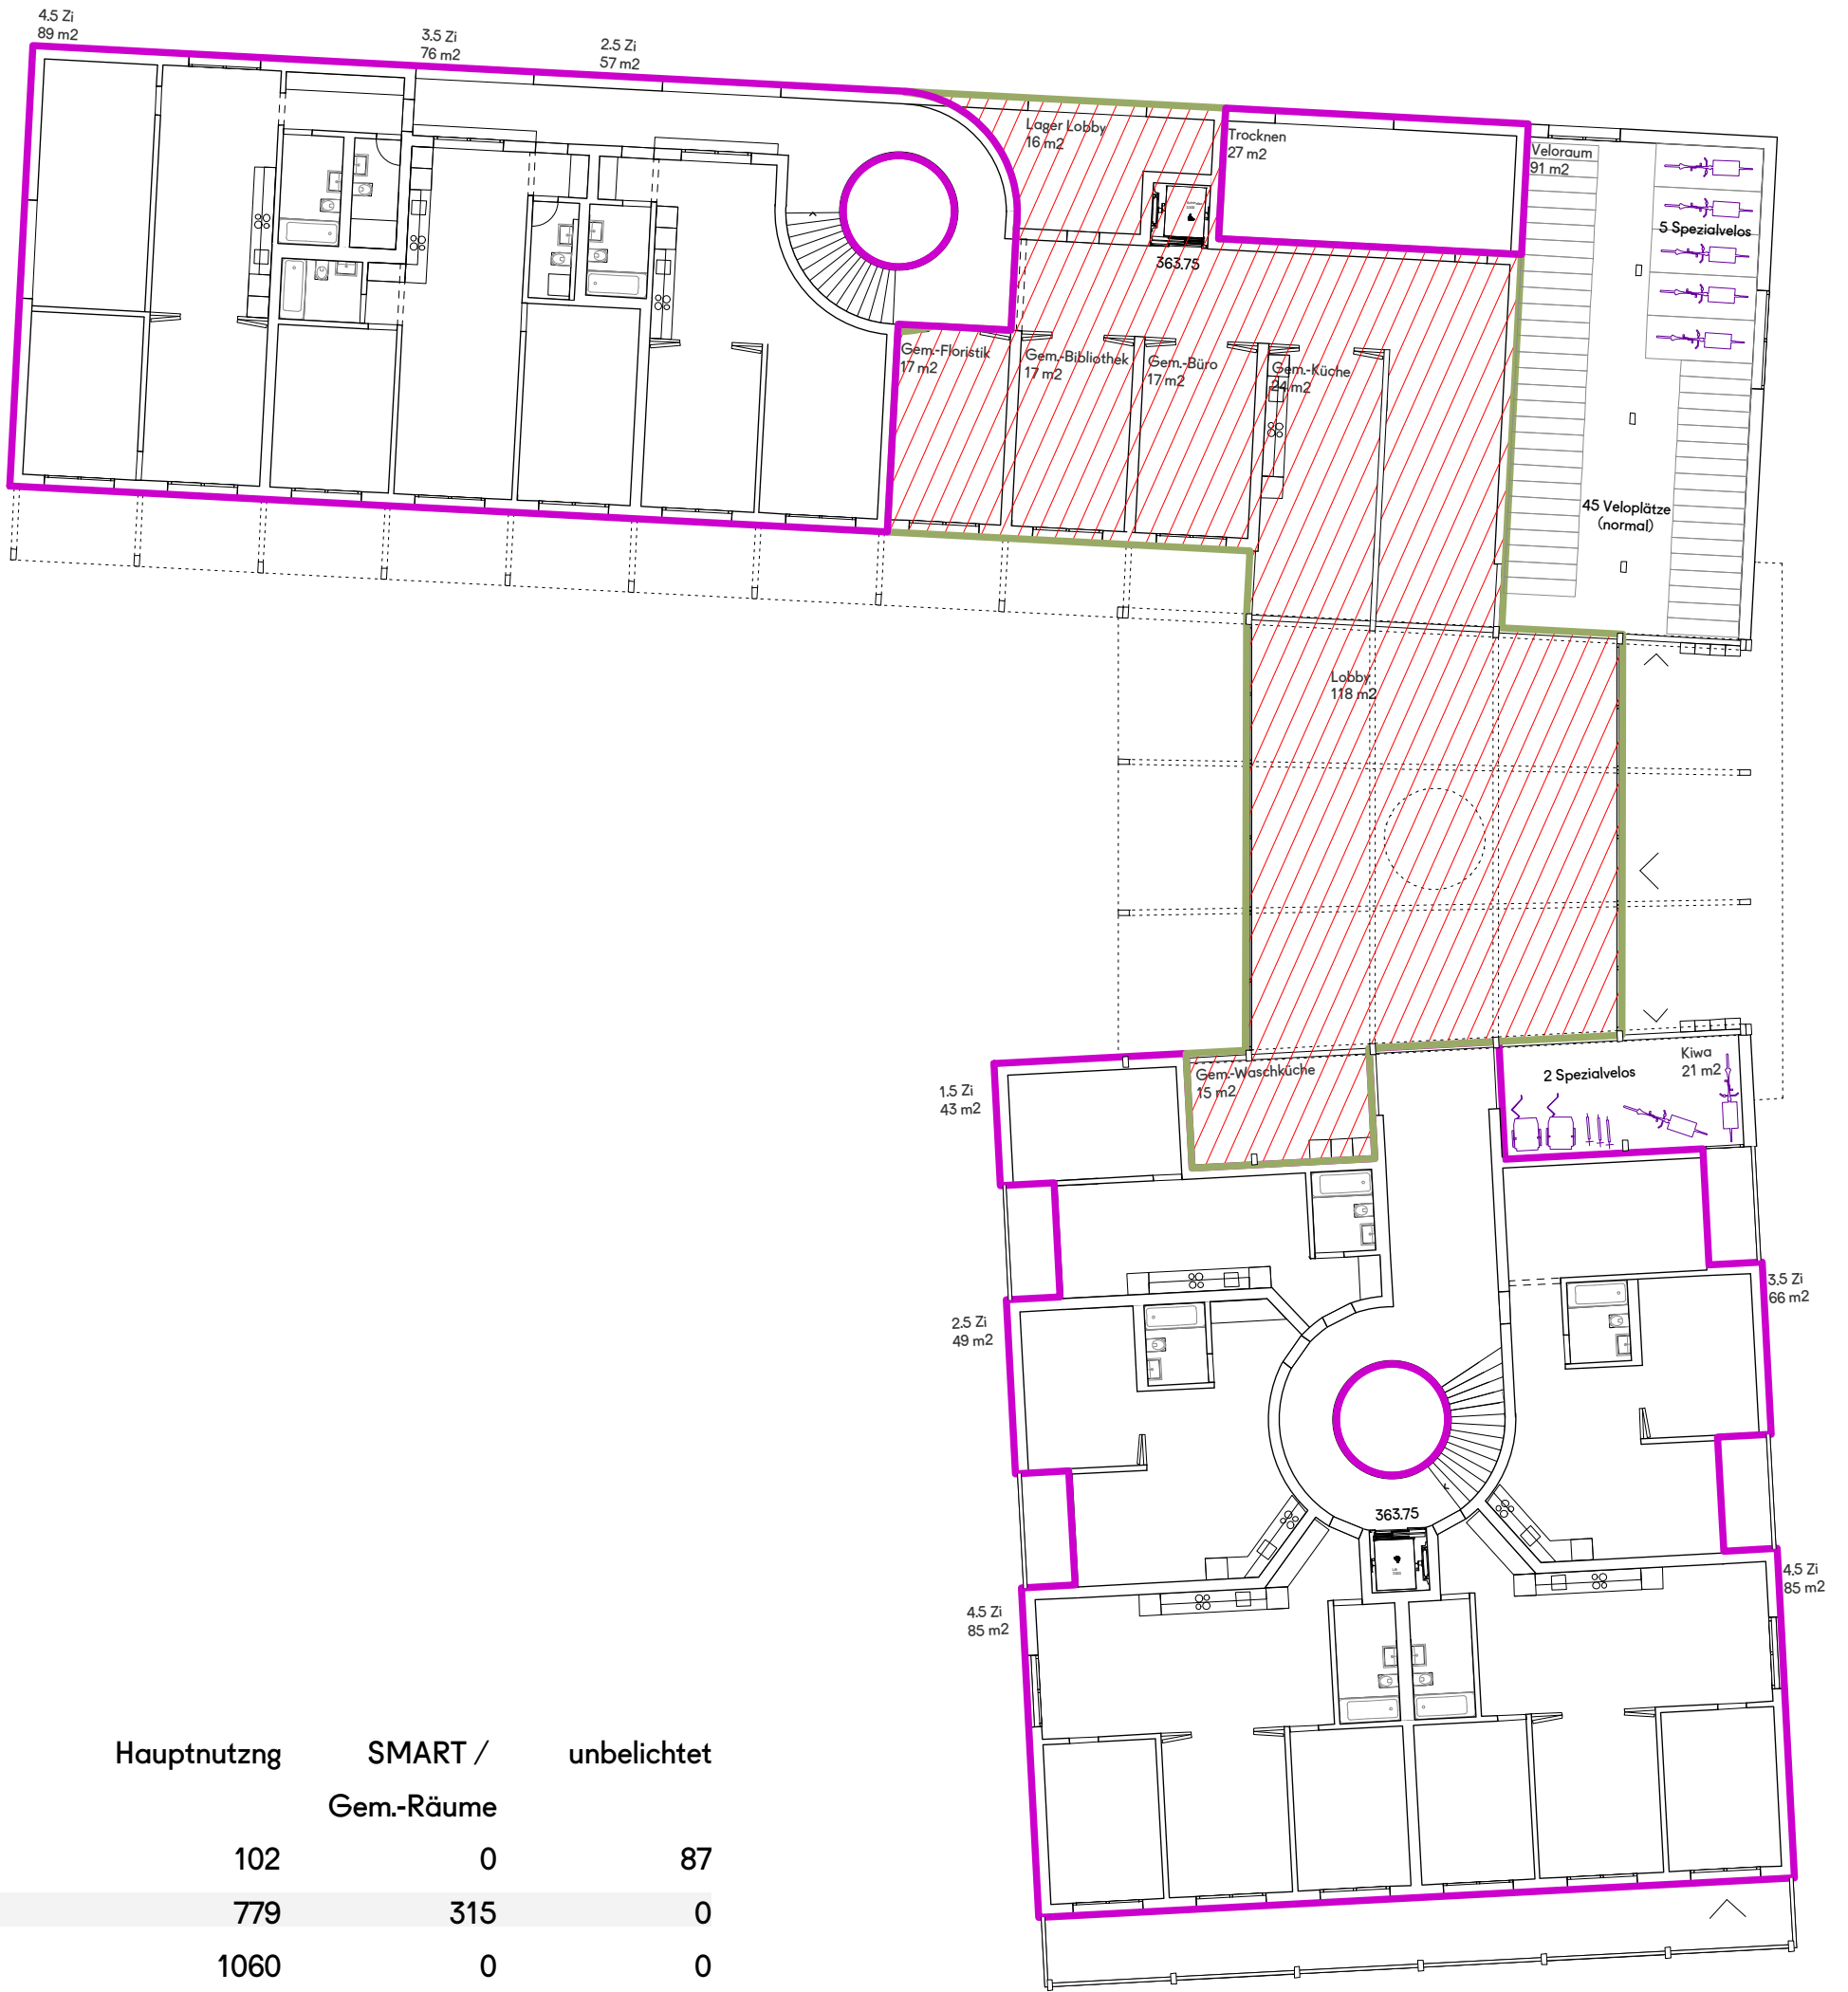 4.5 Zi
89 m2
3.5 Zi
76 m2
2.5 Zi
57 m2
Lager Lobby
16 m2
Trocknen
27 m2
Veloraum
91 m2
5 Spezialvelos
363.75
Gem.-Floristik
17 m2
Gem.-Bibliothek
17 m2
Gem.-Büro
17 m2
Gem.-Küche
24 m2
45 Veloplätze
(normal)
Lobby
118 m2
Gem.-Waschküche
15 m2
2 Spezialvelos
Kiwa
21 m2
1.5 Zi
43 m2
3.5 Zi
66 m2
2.5 Zi
49 m2
363.75
4.5 Zi
85 m2
4.5 Zi
85 m2
Hauptnutzng SMART / unbelichtet
Gem.-Räume
102 0 87
779 315 0
1060 0 0